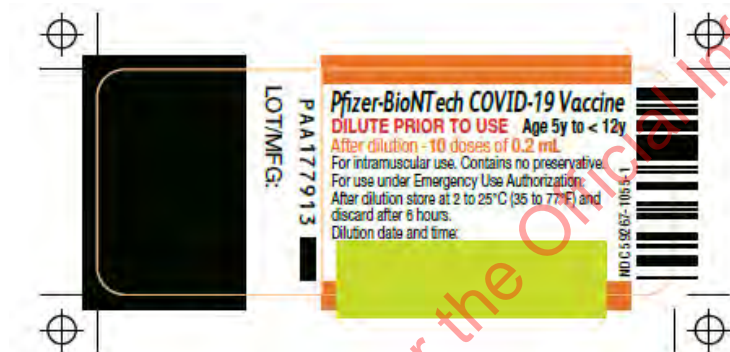 LOT/MFG:
PAA177913
Pfizer-BioNTech COVID-19 Vaccine
DILUTE PRIOR TO USE Age 5y to < 12y
After dilution - 10 doses of 0.2 mL
For intramuscular use. Contains no preservative.
For use under Emergency Use Authorization.
After dilution store at 2 to 25°C (35 to 77°F) and
discard after 6 hours.
Dilution date and time:
NDC 59267-1055-1
r the Official In